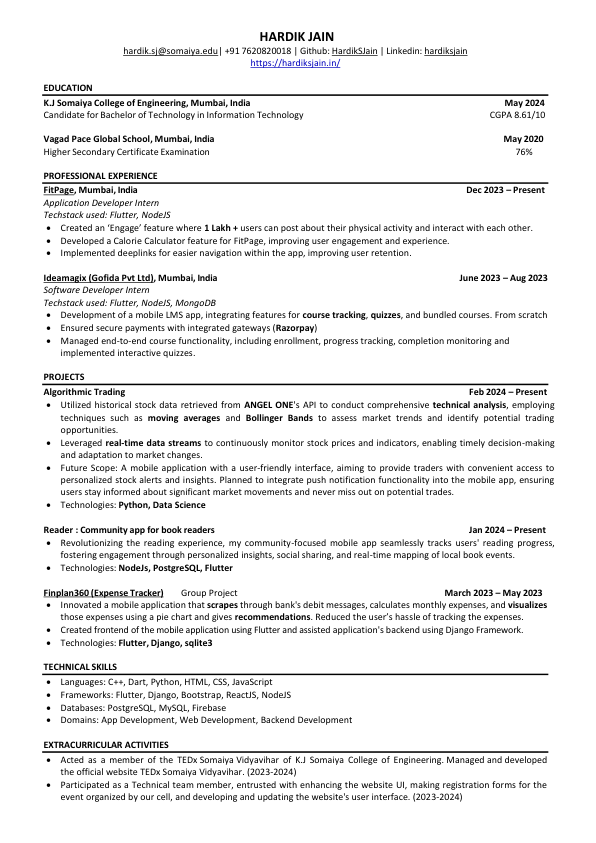 HARDIK JAIN
hardik.sj@somaiya.edu| +91 7620820018 | Github: HardikSJain | Linkedin: hardiksjain
https://hardiksjain.in/
EDUCATION
K.J Somaiya College of Engineering, Mumbai, India May 2024
Candidate for Bachelor of Technology in Information Technology CGPA 8.61/10
Vagad Pace Global School, Mumbai, India May 2020
Higher Secondary Certificate Examination 76%
PROFESSIONAL EXPERIENCE
FitPage, Mumbai, India Dec 2023 – Present
Application Developer Intern
Techstack used: Flutter, NodeJS
• Created an ‘Engage’ feature where 1 Lakh + users can post about their physical activity and interact with each other.
• Developed a Calorie Calculator feature for FitPage, improving user engagement and experience.
• Implemented deeplinks for easier navigation within the app, improving user retention.
Ideamagix (Gofida Pvt Ltd), Mumbai, India June 2023 – Aug 2023
Software Developer Intern
Techstack used: Flutter, NodeJS, MongoDB
• Development of a mobile LMS app, integrating features for course tracking, quizzes, and bundled courses. From scratch
• Ensured secure payments with integrated gateways (Razorpay)
• Managed end-to-end course functionality, including enrollment, progress tracking, completion monitoring and
implemented interactive quizzes.
PROJECTS
Algorithmic Trading Feb 2024 – Present
• Utilized historical stock data retrieved from ANGEL ONE's API to conduct comprehensive technical analysis, employing
techniques such as moving averages and Bollinger Bands to assess market trends and identify potential trading
opportunities.
• Leveraged real-time data streams to continuously monitor stock prices and indicators, enabling timely decision-making
and adaptation to market changes.
• Future Scope: A mobile application with a user-friendly interface, aiming to provide traders with convenient access to
personalized stock alerts and insights. Planned to integrate push notification functionality into the mobile app, ensuring
users stay informed about significant market movements and never miss out on potential trades.
• Technologies: Python, Data Science
Reader : Community app for book readers Jan 2024 – Present
• Revolutionizing the reading experience, my community-focused mobile app seamlessly tracks users' reading progress,
fostering engagement through personalized insights, social sharing, and real-time mapping of local book events.
• Technologies: NodeJs, PostgreSQL, Flutter
Finplan360 (Expense Tracker) Group Project March 2023 – May 2023
• Innovated a mobile application that scrapes through bank's debit messages, calculates monthly expenses, and visualizes
those expenses using a pie chart and gives recommendations. Reduced the user's hassle of tracking the expenses.
• Created frontend of the mobile application using Flutter and assisted application's backend using Django Framework.
• Technologies: Flutter, Django, sqlite3
TECHNICAL SKILLS
• Languages: C++, Dart, Python, HTML, CSS, JavaScript
• Frameworks: Flutter, Django, Bootstrap, ReactJS, NodeJS
• Databases: PostgreSQL, MySQL, Firebase
• Domains: App Development, Web Development, Backend Development
EXTRACURRICULAR ACTIVITIES
• Acted as a member of the TEDx Somaiya Vidyavihar of K.J Somaiya College of Engineering. Managed and developed
the official website TEDx Somaiya Vidyavihar. (2023-2024)
• Participated as a Technical team member, entrusted with enhancing the website UI, making registration forms for the
event organized by our cell, and developing and updating the website's user interface. (2023-2024)